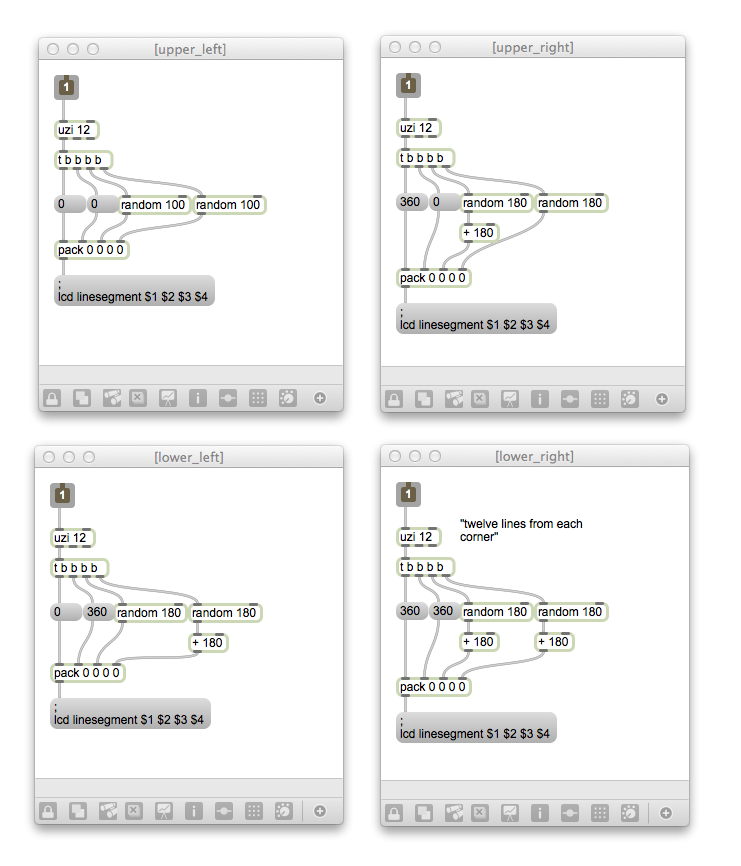 [upper_left]
1
uzi 12
t b b b b
0 0 random 100 random 100
pack 0 0 0 0
;
lcd linesegment $1 $2 $3 $4
[upper_right]
1
uzi 12
t b b b b
360 0 random 180 random 180
+ 180
pack 0 0 0 0
;
lcd linesegment $1 $2 $3 $4
[lower_left]
1
uzi 12
t b b b b
0 360 random 180 random 180
+ 180
pack 0 0 0 0
;
lcd linesegment $1 $2 $3 $4
[lower_right]
1
"twelve lines from each
corner"
uzi 12
t b b b b
360 360 random 180 random 180
+ 180 + 180
pack 0 0 0 0
;
lcd linesegment $1 $2 $3 $4